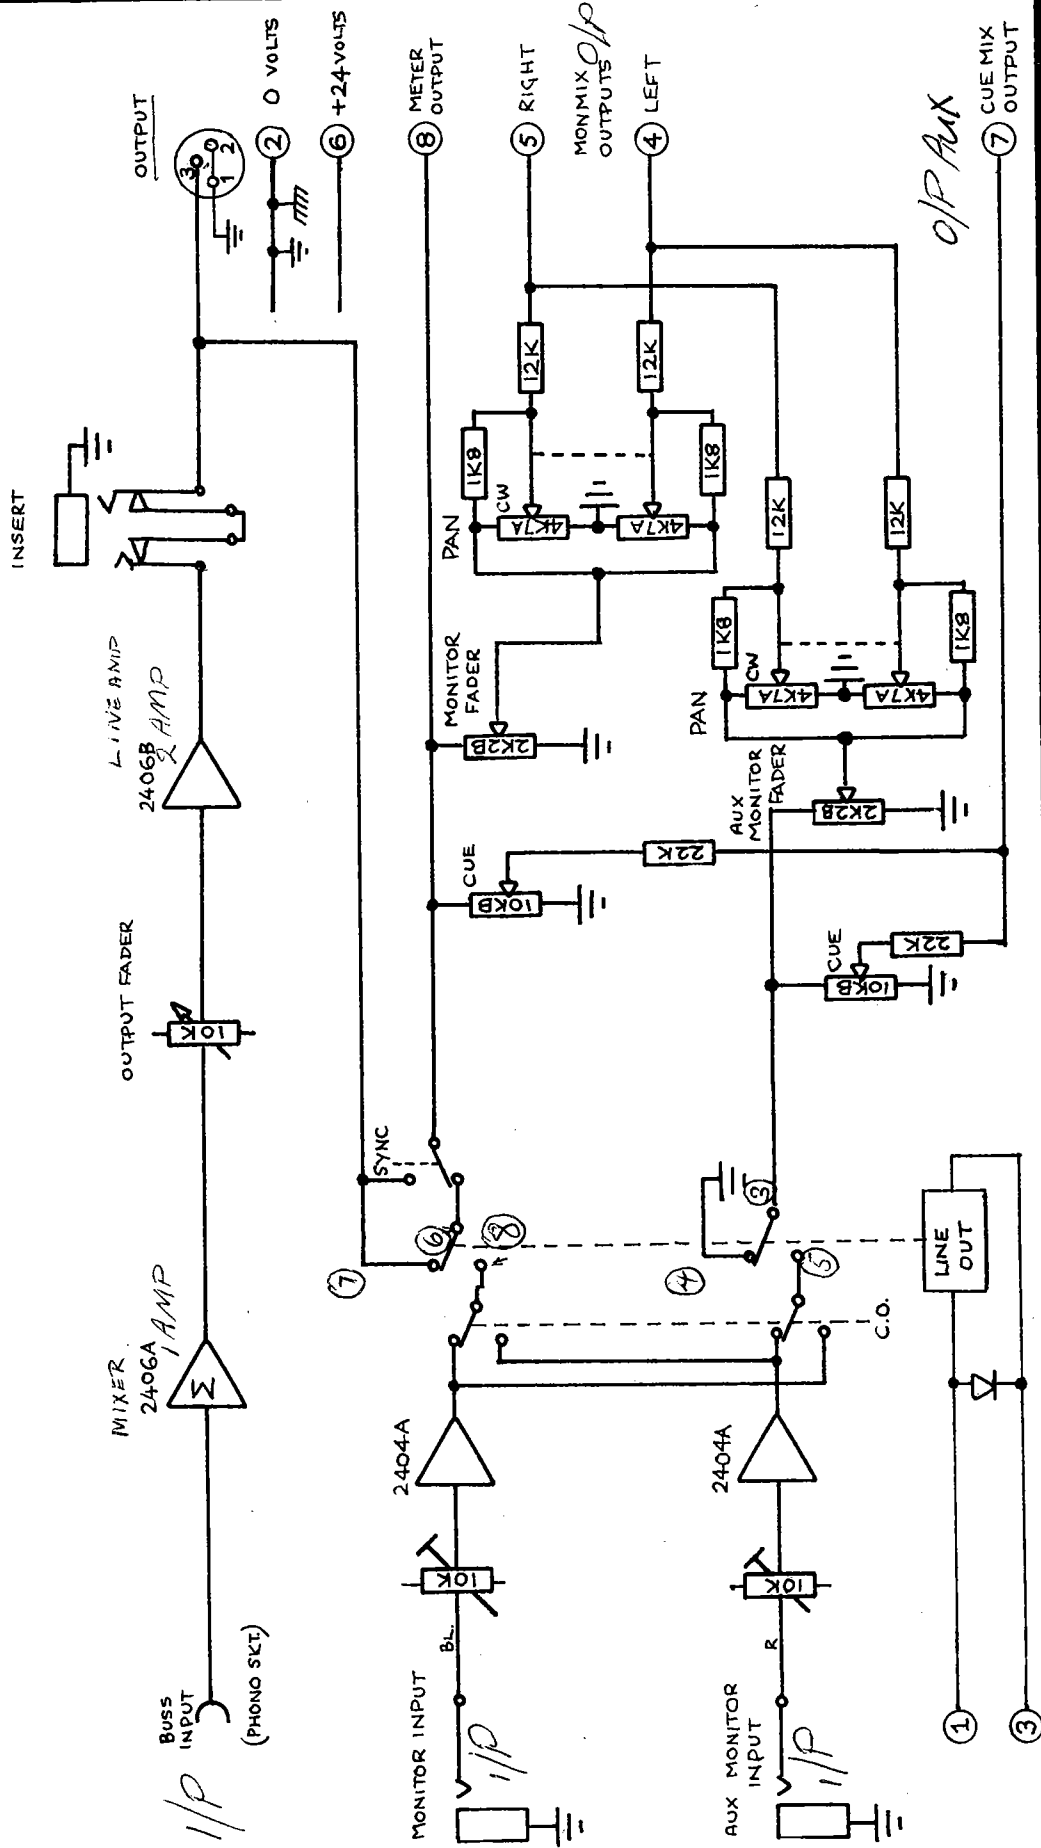 I/P
BUSS
INPUT
(PHONO SKT.)
MIXER
2406A
1 AMP
Σ
OUTPUT FADER
10K
LINE AMP
2406B
2 AMP
INSERT
OUTPUT
3
1
2
2
0 VOLTS
6
+24 VOLTS
MONITOR INPUT
I/P
BL.
10K
2404A
7
6
8
SYNC
CUE
10KB
22K
MONITOR
FADER
2K2B
PAN
1K8
CW
4K7A
4K7A
1K8
12K
12K
8
METER
OUTPUT
5
RIGHT
MONMIX O/P
OUTPUTS
4
LEFT
AUX MONITOR
INPUT
I/P
R
10K
2404A
C.O.
4
3
5
CUE
10KB
22K
AUX
MONITOR
FADER
2K2B
PAN
1K8
CW
4K7A
4K7A
1K8
12K
12K
O/P AUX
7
CUE MIX
OUTPUT
1
3
LINE
OUT